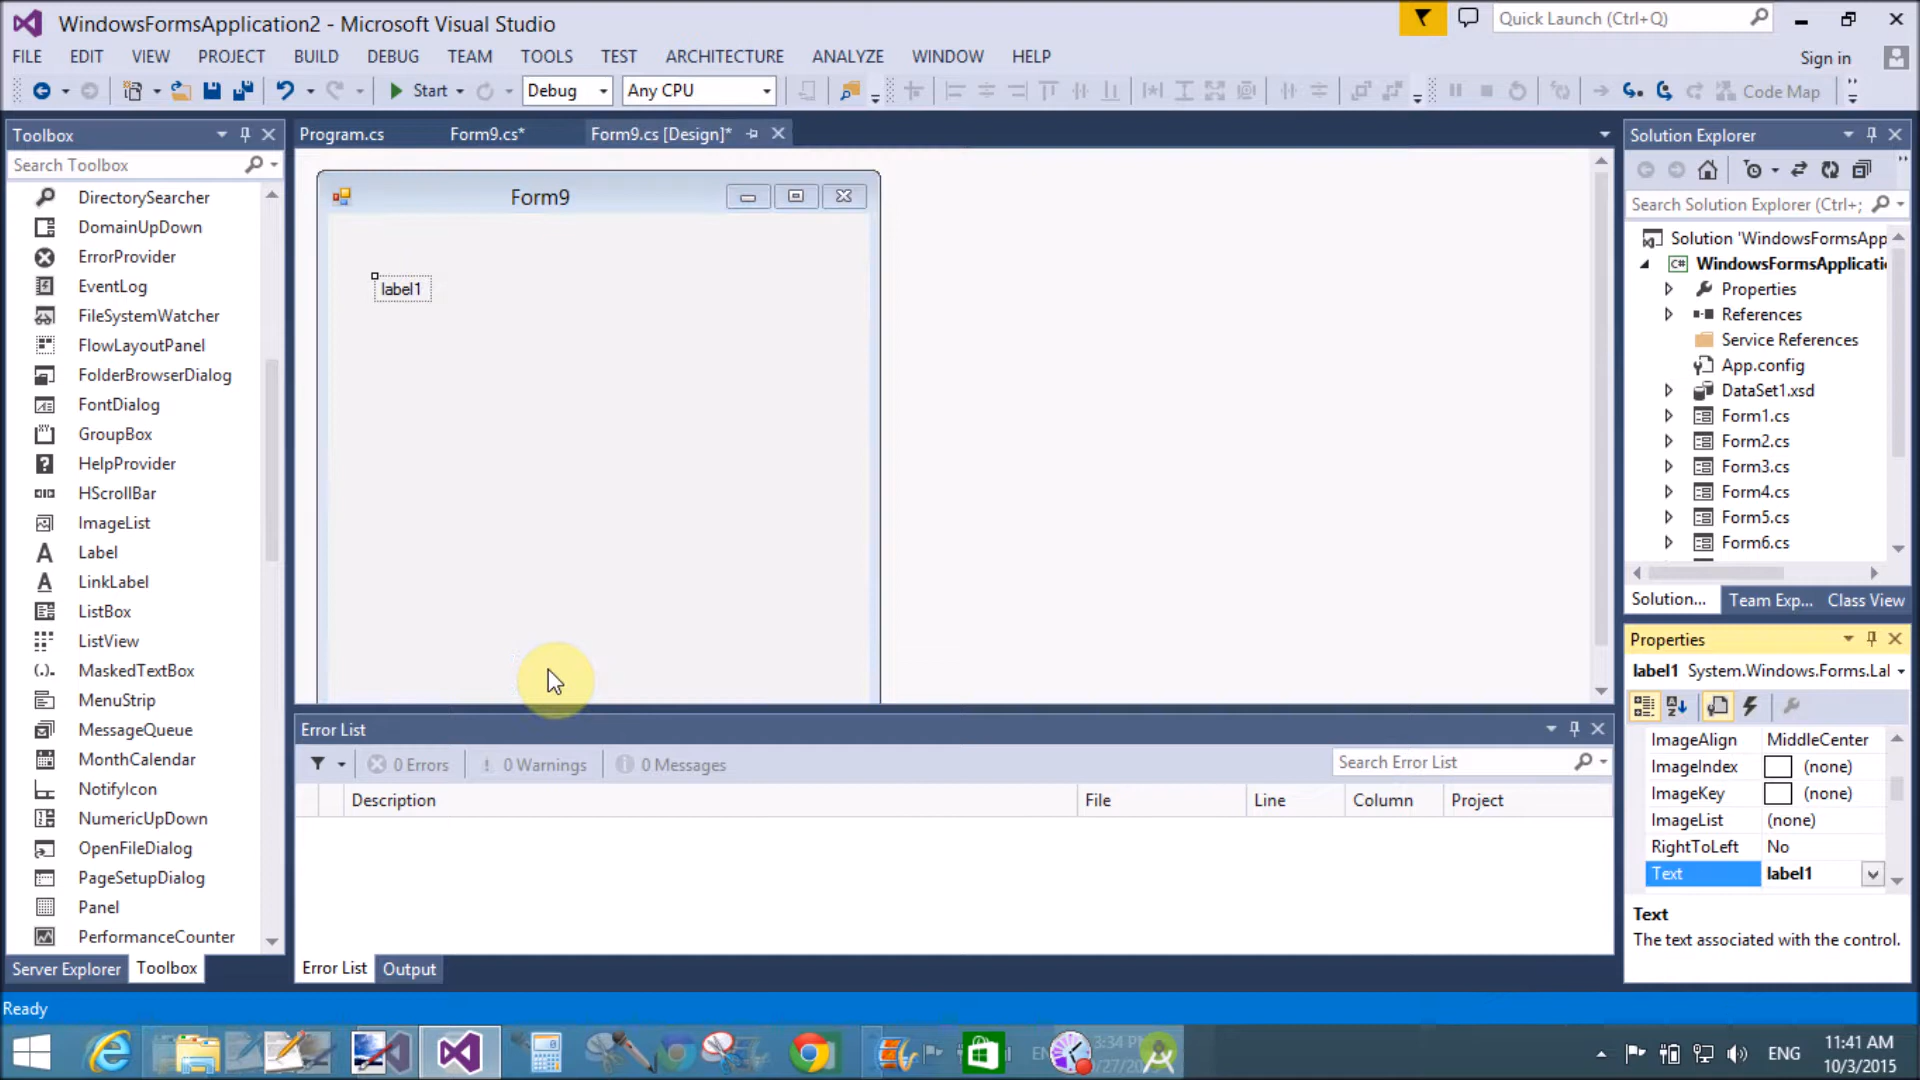 WindowsFormsApplication2 - Microsoft Visual Studio
Quick Launch (Ctrl+Q)
FILE EDIT VIEW PROJECT BUILD DEBUG TEAM TOOLS TEST ARCHITECTURE ANALYZE WINDOW HELP
Sign in
Start Debug Any CPU Code Map
Toolbox
Search Toolbox
DirectorySearcher
DomainUpDown
ErrorProvider
EventLog
FileSystemWatcher
FlowLayoutPanel
FolderBrowserDialog
FontDialog
GroupBox
HelpProvider
HScrollBar
ImageList
Label
LinkLabel
ListBox
ListView
MaskedTextBox
MenuStrip
MessageQueue
MonthCalendar
NotifyIcon
NumericUpDown
OpenFileDialog
PageSetupDialog
Panel
PerformanceCounter
Server Explorer Toolbox
Program.cs Form9.cs* Form9.cs [Design]*
Form9
label1
Error List
0 Errors 0 Warnings 0 Messages
Search Error List
Description File Line Column Project
Error List Output
Solution Explorer
Search Solution Explorer (Ctrl+;
Solution 'WindowsFormsApp
C# WindowsFormsApplicati
Properties
References
Service References
App.config
DataSet1.xsd
Form1.cs
Form2.cs
Form3.cs
Form4.cs
Form5.cs
Form6.cs
Solution... Team Exp... Class View
Properties
label1 System.Windows.Forms.Lal
ImageAlign MiddleCenter
ImageIndex (none)
ImageKey (none)
ImageList (none)
RightToLeft No
Text label1
Text
The text associated with the control.
Ready
3:34 PM
ENG
11:41 AM
10/3/2015